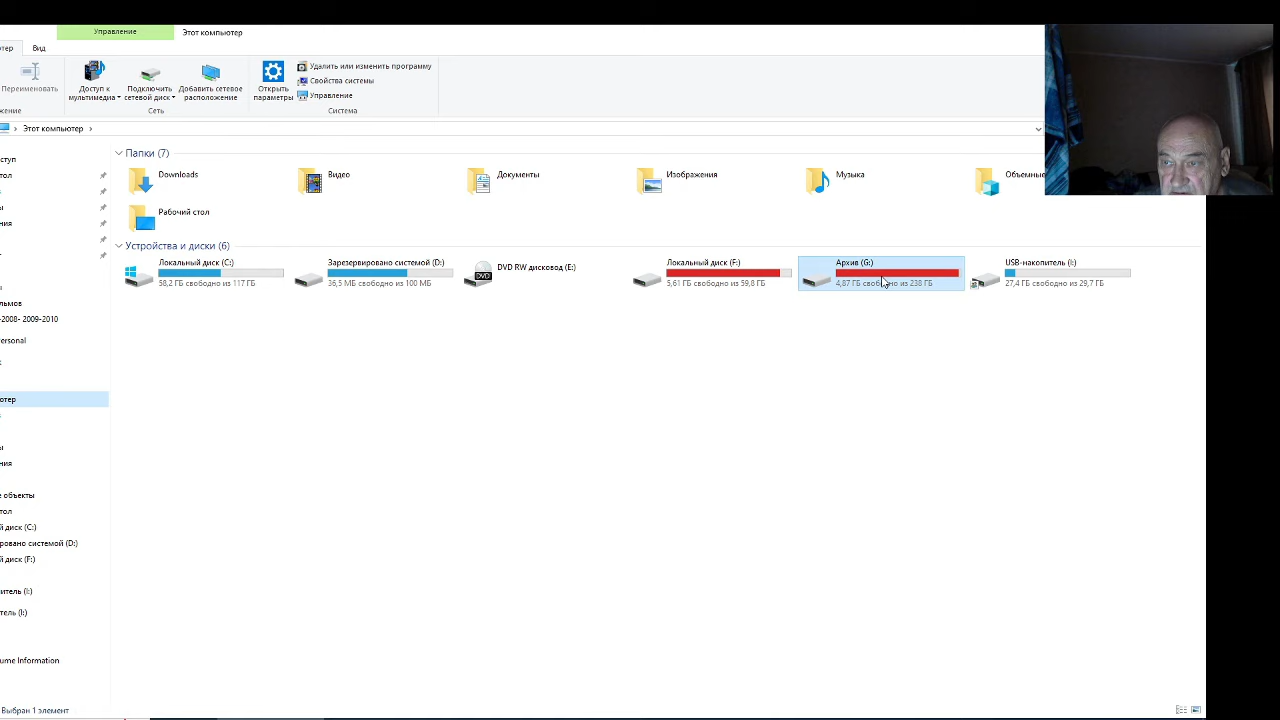 Управление
Этот компьютер
тер
Вид
Переименовать
Доступ к
мультимедиа
Подключить
сетевой диск
Добавить сетевое
расположение
Открыть
параметры
Удалить или изменить программу
Свойства системы
Управление
жение
Сеть
Система
Этот компьютер
Папки (7)
Downloads
Видео
Документы
Изображения
Музыка
Объемные
Рабочий стол
Устройства и диски (6)
Локальный диск (C:)
58,2 ГБ свободно из 117 ГБ
Зарезервировано системой (D:)
36,5 МБ свободно из 100 МБ
DVD RW дисковод (E:)
DVD
Локальный диск (F:)
5,61 ГБ свободно из 59,8 ГБ
Архив (G:)
4,87 ГБ свободно из 238 ГБ
USB-накопитель (I:)
27,4 ГБ свободно из 29,7 ГБ
ступ
тол
ы
ния
льмов
-2008- 2009-2010
ersonal
ютер
ы
ния
е объекты
тол
й диск (C:)
ровано системой (D:)
й диск (F:)
итель (I:)
тель (I:)
ume Information
Выбран 1 элемент